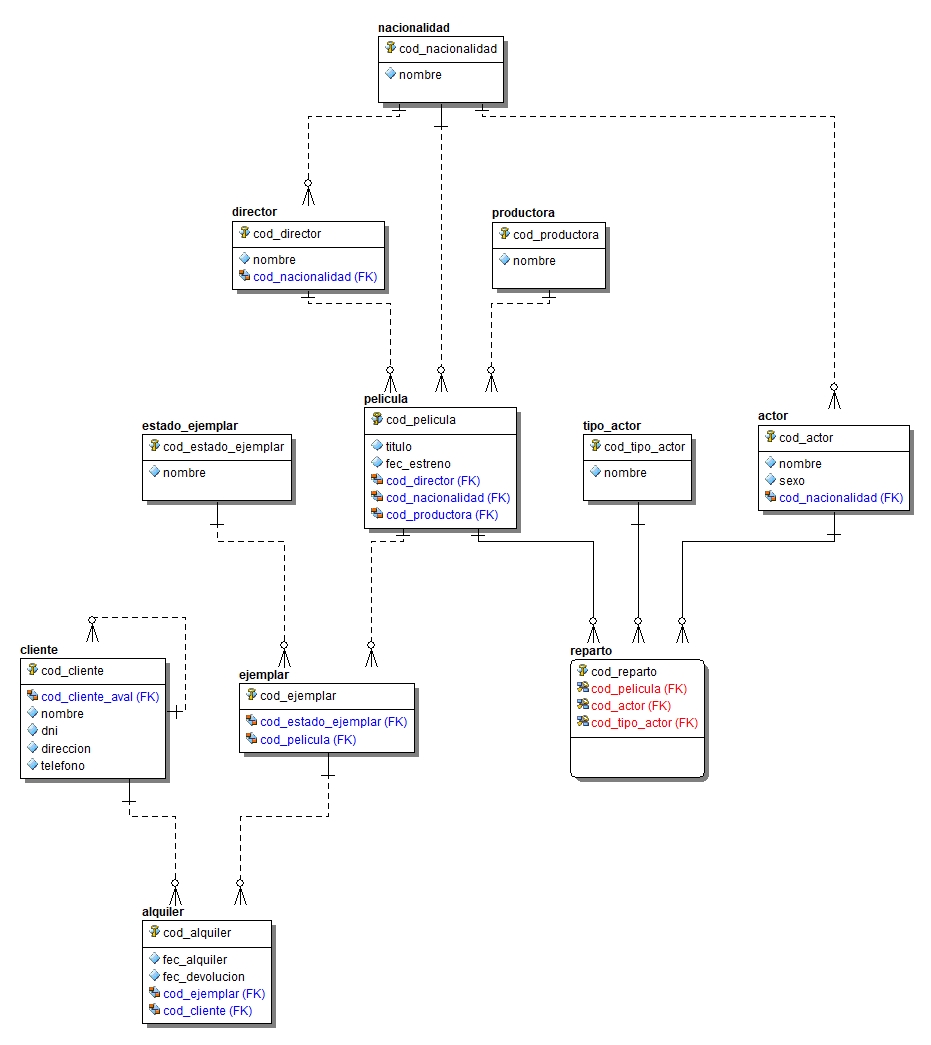 nacionalidad
cod_nacionalidad
nombre
director
cod_director
nombre
cod_nacionalidad (FK)
productora
cod_productora
nombre
pelicula
cod_pelicula
titulo
fec_estreno
cod_director (FK)
cod_nacionalidad (FK)
cod_productora (FK)
estado_ejemplar
cod_estado_ejemplar
nombre
tipo_actor
cod_tipo_actor
nombre
actor
cod_actor
nombre
sexo
cod_nacionalidad (FK)
cliente
cod_cliente
cod_cliente_aval (FK)
nombre
dni
direccion
telefono
ejemplar
cod_ejemplar
cod_estado_ejemplar (FK)
cod_pelicula (FK)
reparto
cod_reparto
cod_pelicula (FK)
cod_actor (FK)
cod_tipo_actor (FK)
alquiler
cod_alquiler
fec_alquiler
fec_devolucion
cod_ejemplar (FK)
cod_cliente (FK)